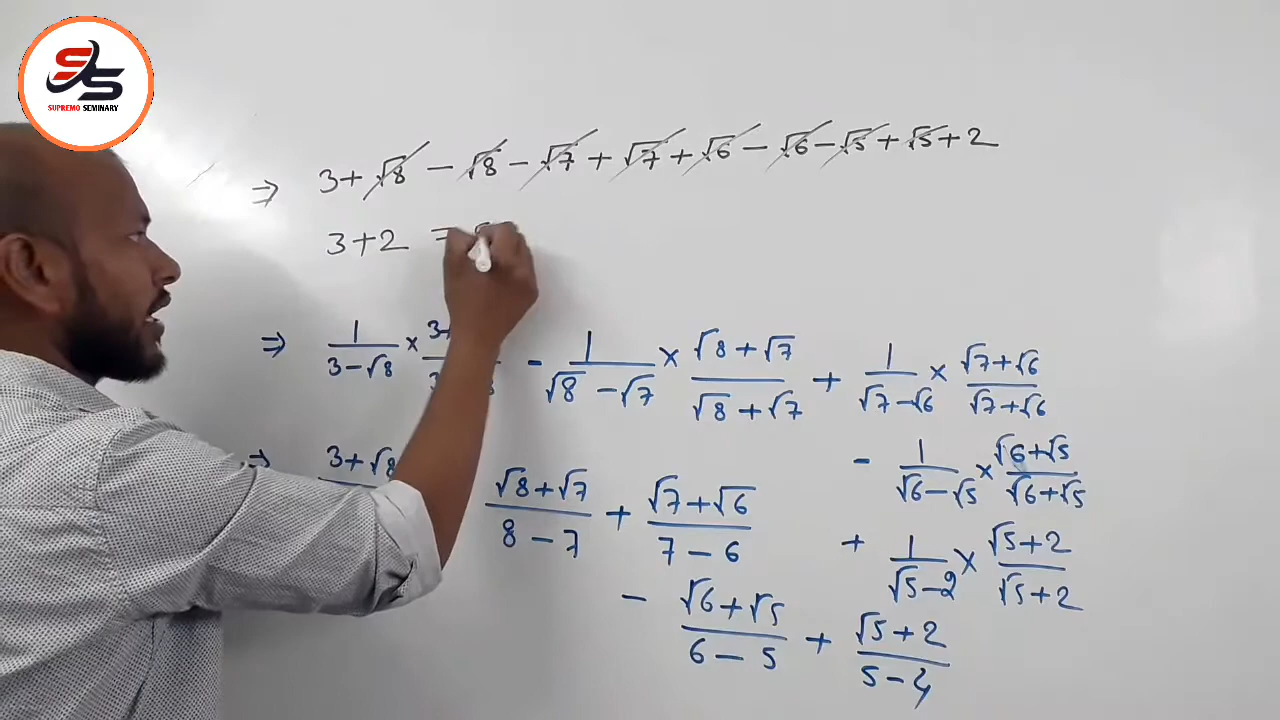 SS
SUPREMO SEMINARY
⇒ 3 + √8 - √8 - √7 + √7 + √6 - √6 - √5 + √5 + 2
3 + 2 =
⇒ 1/(3-√8) × - 1/(√8-√7) × (√8+√7)/(√8+√7) + 1/(√7-√6) × (√7+√6)/(√7+√6)
- 1/(√6-√5) × (√6+√5)/(√6+√5)
+ 1/(√5-2) × (√5+2)/(√5+2)
⇒ 3+√8 (√8+√7)/(8-7) + (√7+√6)/(7-6)
- (√6+√5)/(6-5) + (√5+2)/(5-4)